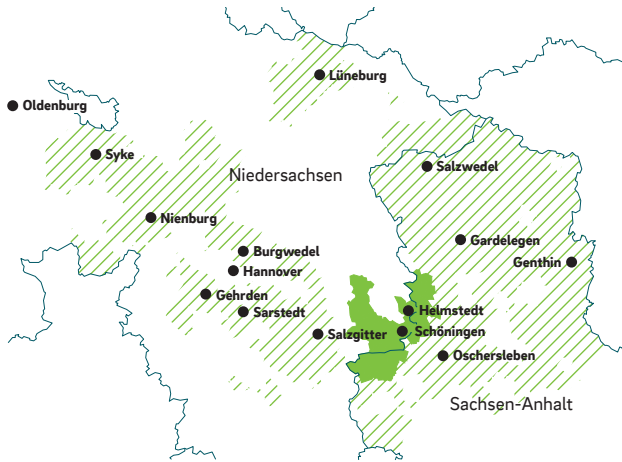 Lüneburg
Oldenburg
Syke
Salzwedel
Niedersachsen
Nienburg
Gardelegen
Burgwedel
Genthin
Hannover
Gehrden
Helmstedt
Sarstedt
Schöningen
Salzgitter
Oschersleben
Sachsen-Anhalt